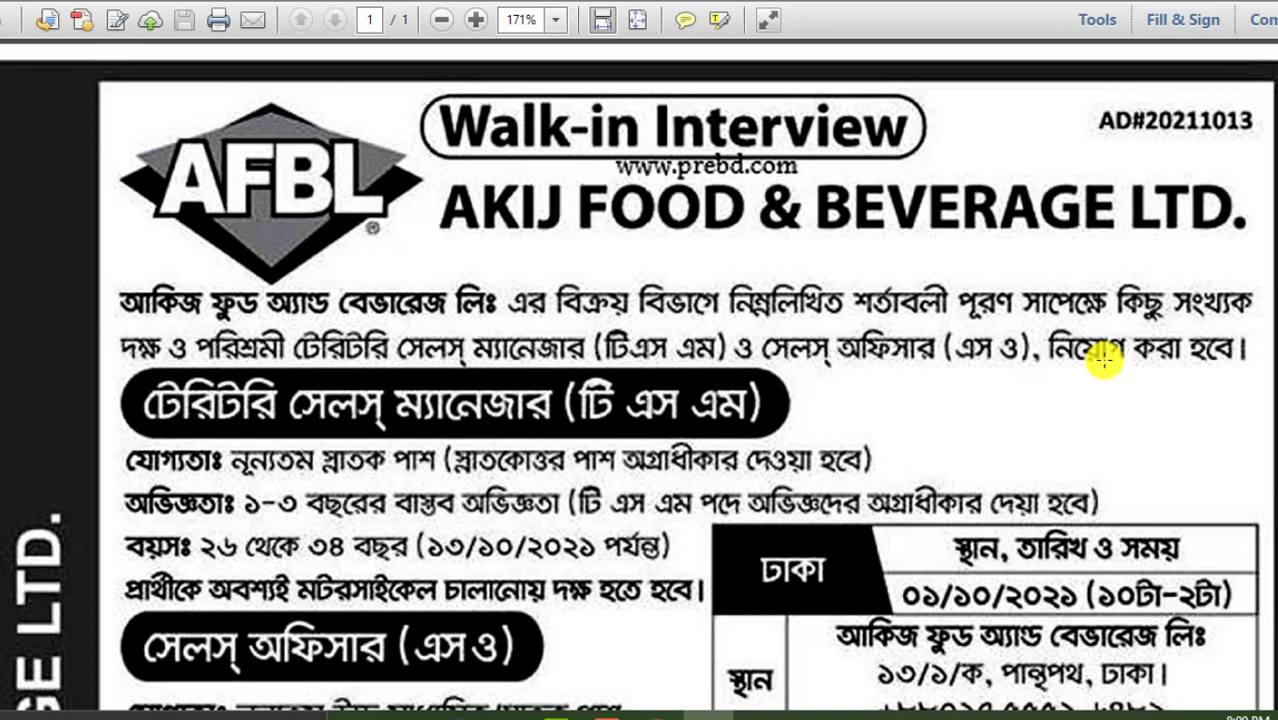 1 / 1
171%
Tools
Fill & Sign
Walk-in Interview
AD#20211013
www.prebd.com
AFBL
AKIJ FOOD & BEVERAGE LTD.
আকিজ ফুড অ্যান্ড বেভারেজ লিঃ এর বিক্রয় বিভাগে নিম্নলিখিত শর্তাবলী পূরণ সাপেক্ষে কিছু সংখ্যক
দক্ষ ও পরিশ্রমী টেরিটরি সেলস্ ম্যানেজার (টিএস এম) ও সেলস্ অফিসার (এস ও), নিয়োগ করা হবে।
টেরিটরি সেলস্ ম্যানেজার (টি এস এম)
যোগ্যতাঃ নূন্যতম স্নাতক পাশ (স্নাতকোত্তর পাশ অগ্রাধীকার দেওয়া হবে)
অভিজ্ঞতাঃ ১-৩ বছরের বাস্তব অভিজ্ঞতা (টি এস এম পদে অভিজ্ঞদের অগ্রাধীকার দেয়া হবে)
বয়সঃ ২৬ থেকে ৩৪ বছর (১৩/১০/২০২১ পর্যন্ত)
প্রার্থীকে অবশ্যই মটরসাইকেল চালানোয় দক্ষ হতে হবে।
সেলস্ অফিসার (এস ও)
ঢাকা
স্থান, তারিখ ও সময়
০১/১০/২০২১ (১০টা-২টা)
স্থান
আকিজ ফুড অ্যান্ড বেভারেজ লিঃ
১৩/১/ক, পান্থপথ, ঢাকা।
LTD.